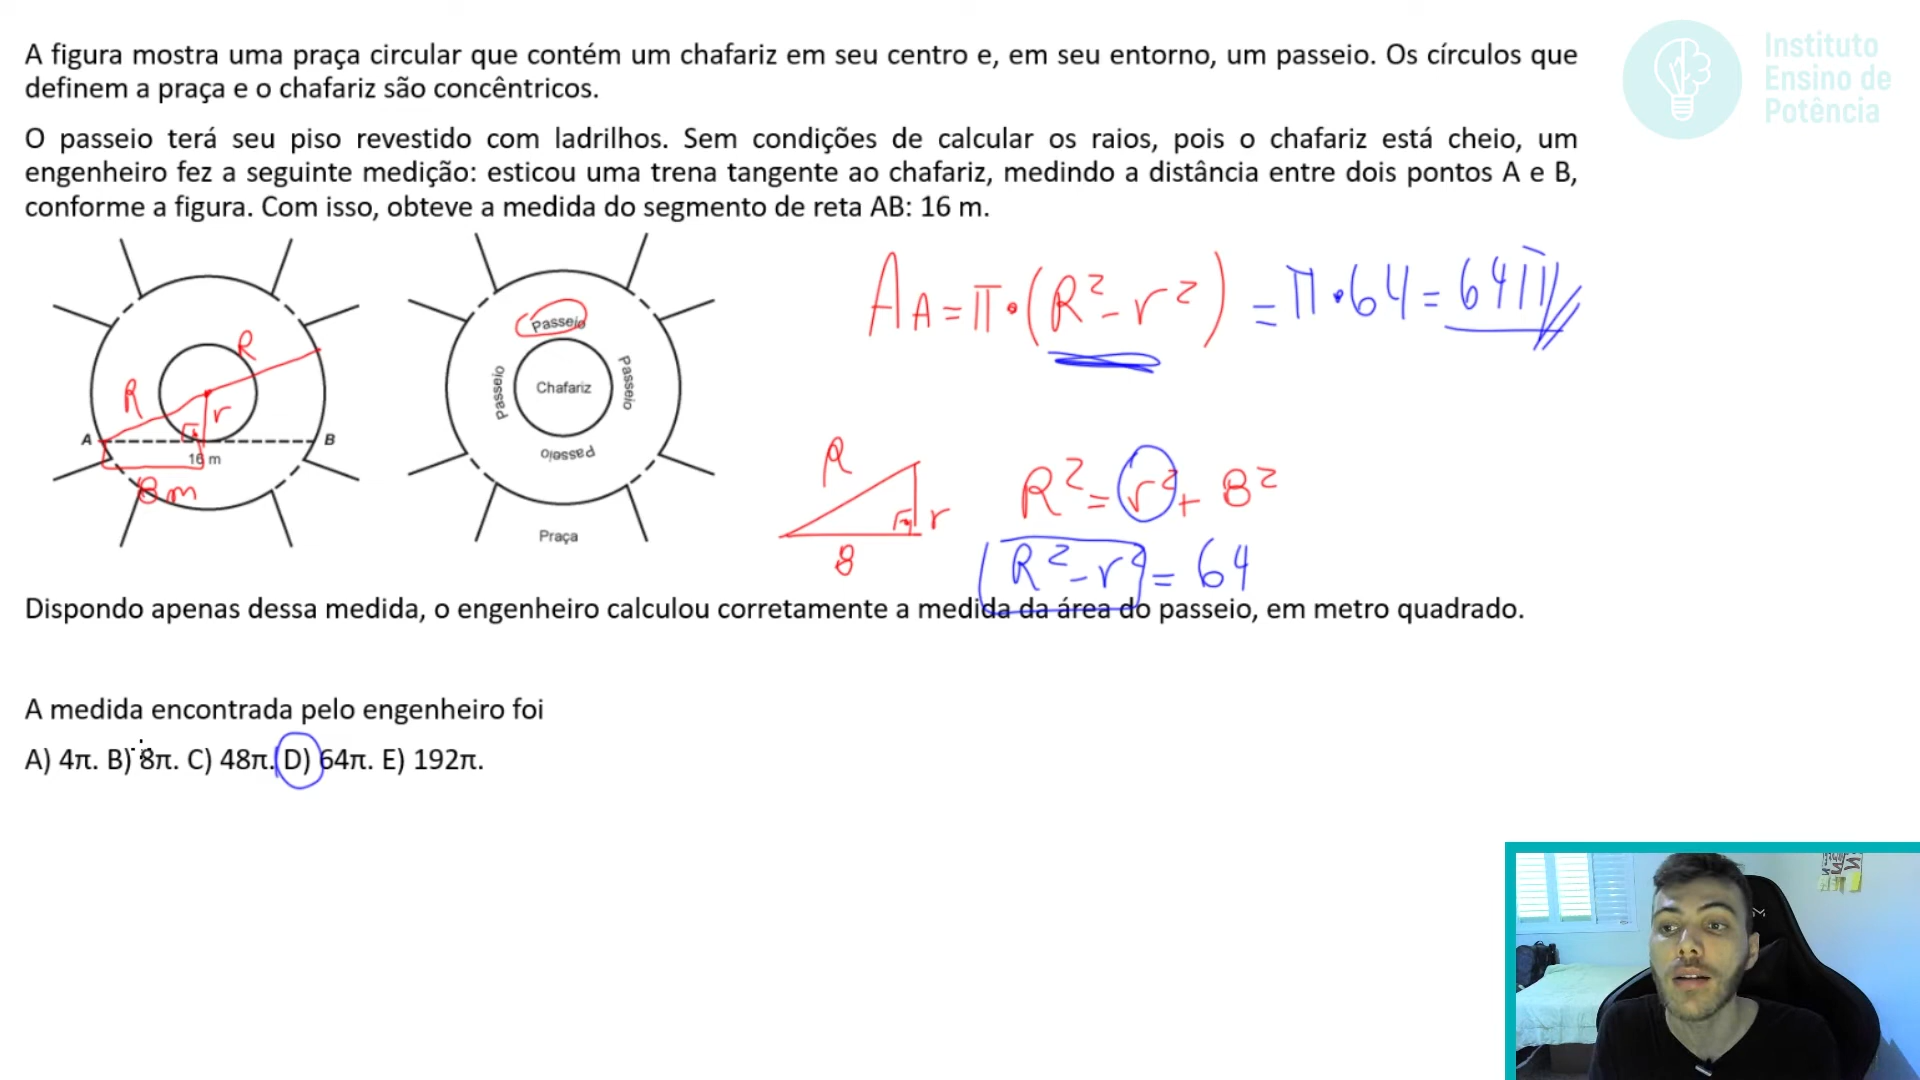 A figura mostra uma praça circular que contém um chafariz em seu centro e, em seu entorno, um passeio. Os círculos que
definem a praça e o chafariz são concêntricos.
Instituto
Ensino de
Potência
O passeio terá seu piso revestido com ladrilhos. Sem condições de calcular os raios, pois o chafariz está cheio, um
engenheiro fez a seguinte medição: esticou uma trena tangente ao chafariz, medindo a distância entre dois pontos A e B,
conforme a figura. Com isso, obteve a medida do segmento de reta AB: 16 m.
R
R
r
A
B
16 m
8 m
Passeio
Passeio
Chafariz
Passeio
Passeio
Praça
A A = π • (R² - r²) = π • 64 = 64π
R
r
8
R² = r² + 8²
R² - r² = 64
Dispondo apenas dessa medida, o engenheiro calculou corretamente a medida da área do passeio, em metro quadrado.
A medida encontrada pelo engenheiro foi
A) 4π. B) 8π. C) 48π. D) 64π. E) 192π.